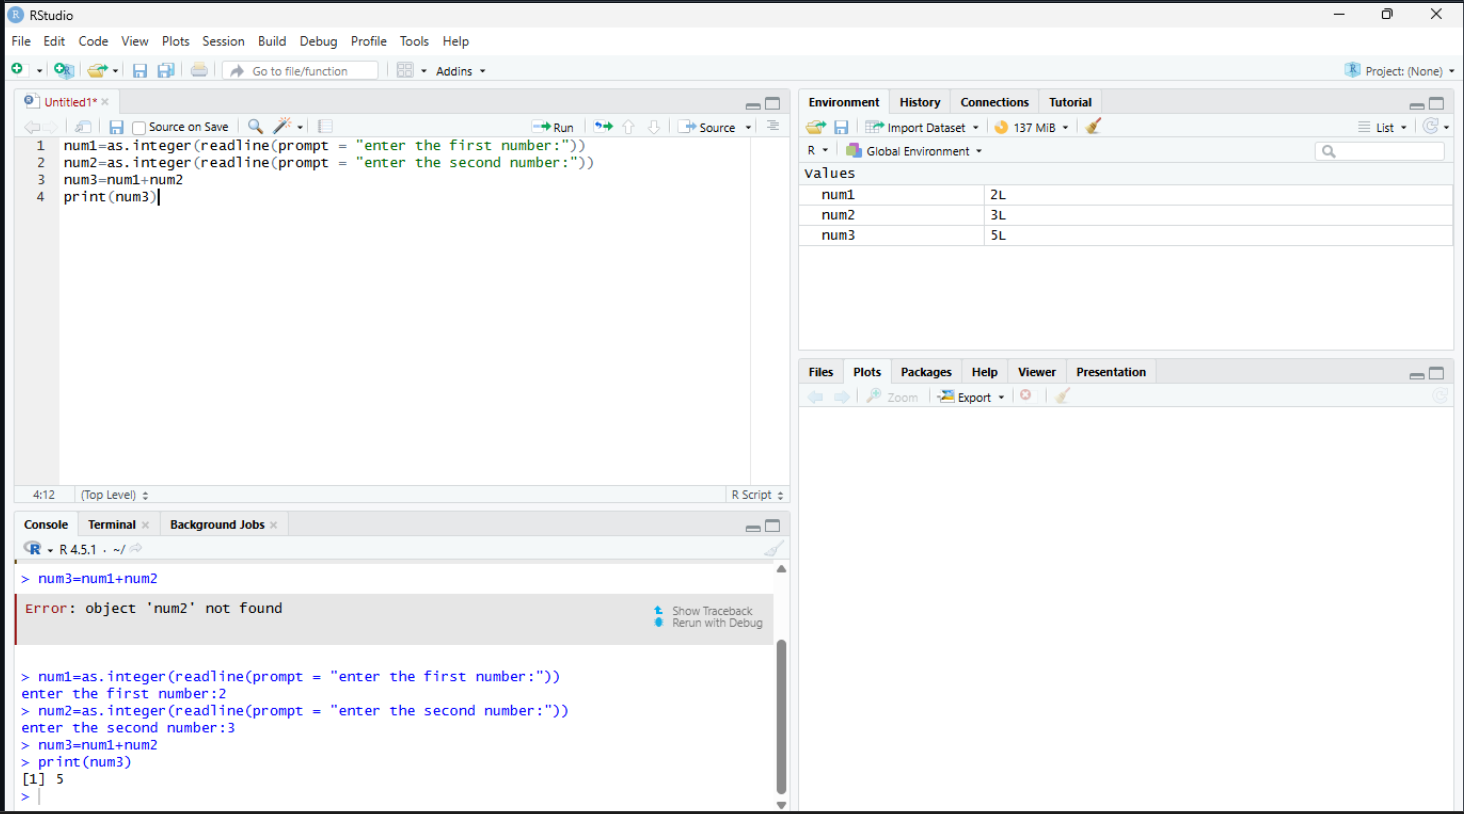 RStudio
File Edit Code View Plots Session Build Debug Profile Tools Help
Go to file/function Addins Project: (None)
Untitled1*
Source on Save Run Source
1 num1=as.integer(readline(prompt = "enter the first number:"))
2 num2=as.integer(readline(prompt = "enter the second number:"))
3 num3=num1+num2
4 print(num3)
4:12 (Top Level) R Script
Console Terminal Background Jobs
R 4.5.1 · ~/
> num3=num1+num2
Error: object 'num2' not found
Show Traceback
Rerun with Debug
> num1=as.integer(readline(prompt = "enter the first number:"))
enter the first number:2
> num2=as.integer(readline(prompt = "enter the second number:"))
enter the second number:3
> num3=num1+num2
> print(num3)
[1] 5
>
Environment History Connections Tutorial
Import Dataset 137 MiB List
R Global Environment
Values
num1 2L
num2 3L
num3 5L
Files Plots Packages Help Viewer Presentation
Zoom Export